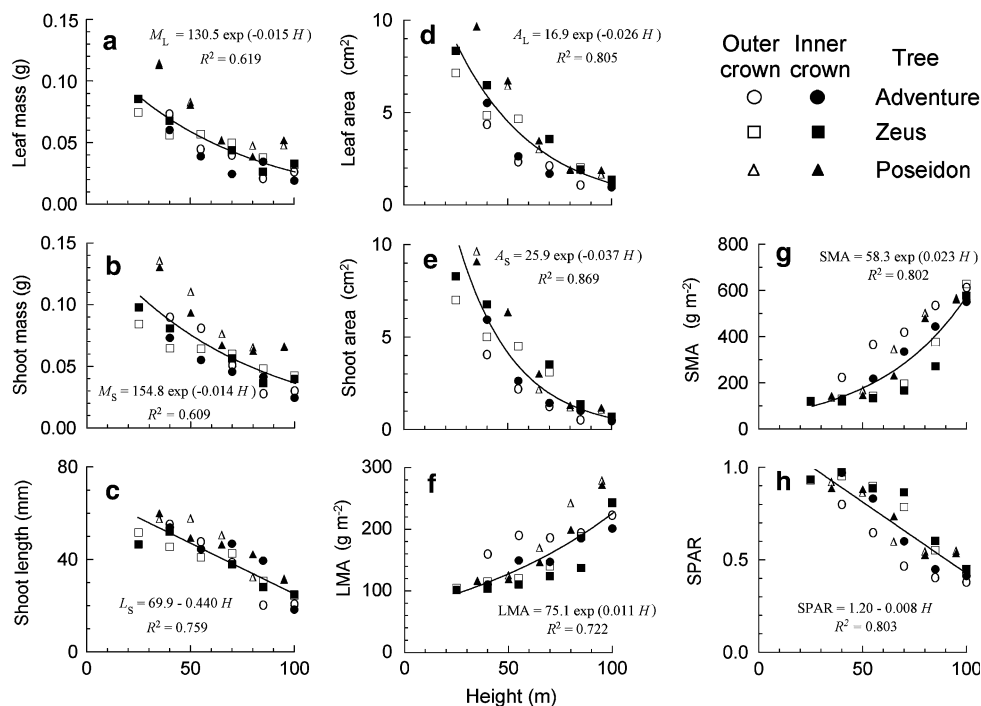 a
M_L = 130.5 exp (-0.015 H)
R² = 0.619
Leaf mass (g)
0.15
0.10
0.05
0.00
d
A_L = 16.9 exp (-0.026 H)
R² = 0.805
Leaf area (cm²)
10
5
0
Outer crown
Inner crown
Tree
Adventure
Zeus
Poseidon
b
M_S = 154.8 exp (-0.014 H)
R² = 0.609
Shoot mass (g)
0.15
0.10
0.05
0.00
e
A_S = 25.9 exp (-0.037 H)
R² = 0.869
Shoot area (cm²)
10
5
0
g
SMA = 58.3 exp (0.023 H)
R² = 0.802
SMA (g m⁻²)
800
600
400
200
0
c
L_S = 69.9 - 0.440 H
R² = 0.759
Shoot length (mm)
80
60
40
20
0
0 50 100
f
LMA = 75.1 exp (0.011 H)
R² = 0.722
LMA (g m⁻²)
300
200
100
0
0 50 100
Height (m)
h
SPAR = 1.20 - 0.008 H
R² = 0.803
SPAR
1.0
0.5
0.0
0 50 100